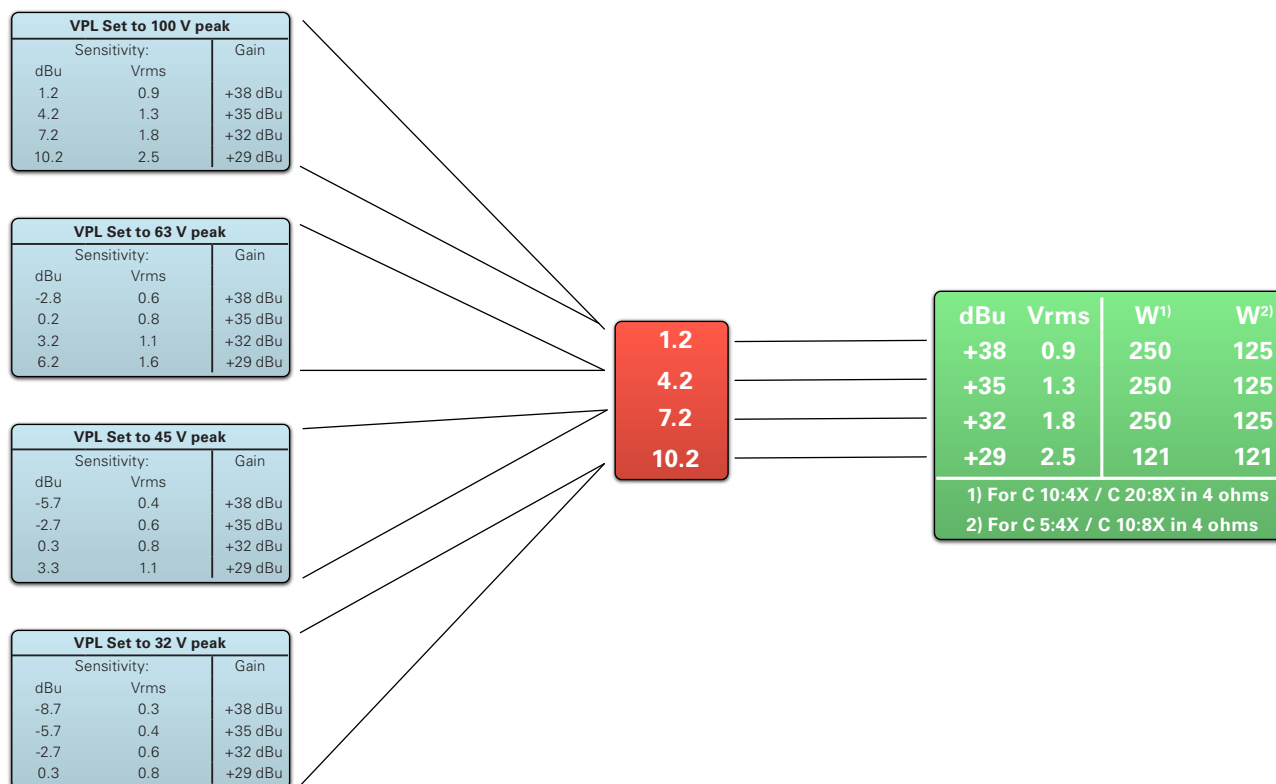 VPL Set to 100 V peak
Sensitivity: Gain
dBu Vrms
1.2 0.9 +38 dBu
4.2 1.3 +35 dBu
7.2 1.8 +32 dBu
10.2 2.5 +29 dBu
VPL Set to 63 V peak
Sensitivity: Gain
dBu Vrms
-2.8 0.6 +38 dBu
0.2 0.8 +35 dBu
3.2 1.1 +32 dBu
6.2 1.6 +29 dBu
VPL Set to 45 V peak
Sensitivity: Gain
dBu Vrms
-5.7 0.4 +38 dBu
-2.7 0.6 +35 dBu
0.3 0.8 +32 dBu
3.3 1.1 +29 dBu
VPL Set to 32 V peak
Sensitivity: Gain
dBu Vrms
-8.7 0.3 +38 dBu
-5.7 0.4 +35 dBu
-2.7 0.6 +32 dBu
0.3 0.8 +29 dBu
1.2
4.2
7.2
10.2
dBu Vrms W1) W2)
+38 0.9 250 125
+35 1.3 250 125
+32 1.8 250 125
+29 2.5 121 121
1) For C 10:4X / C 20:8X in 4 ohms
2) For C 5:4X / C 10:8X in 4 ohms